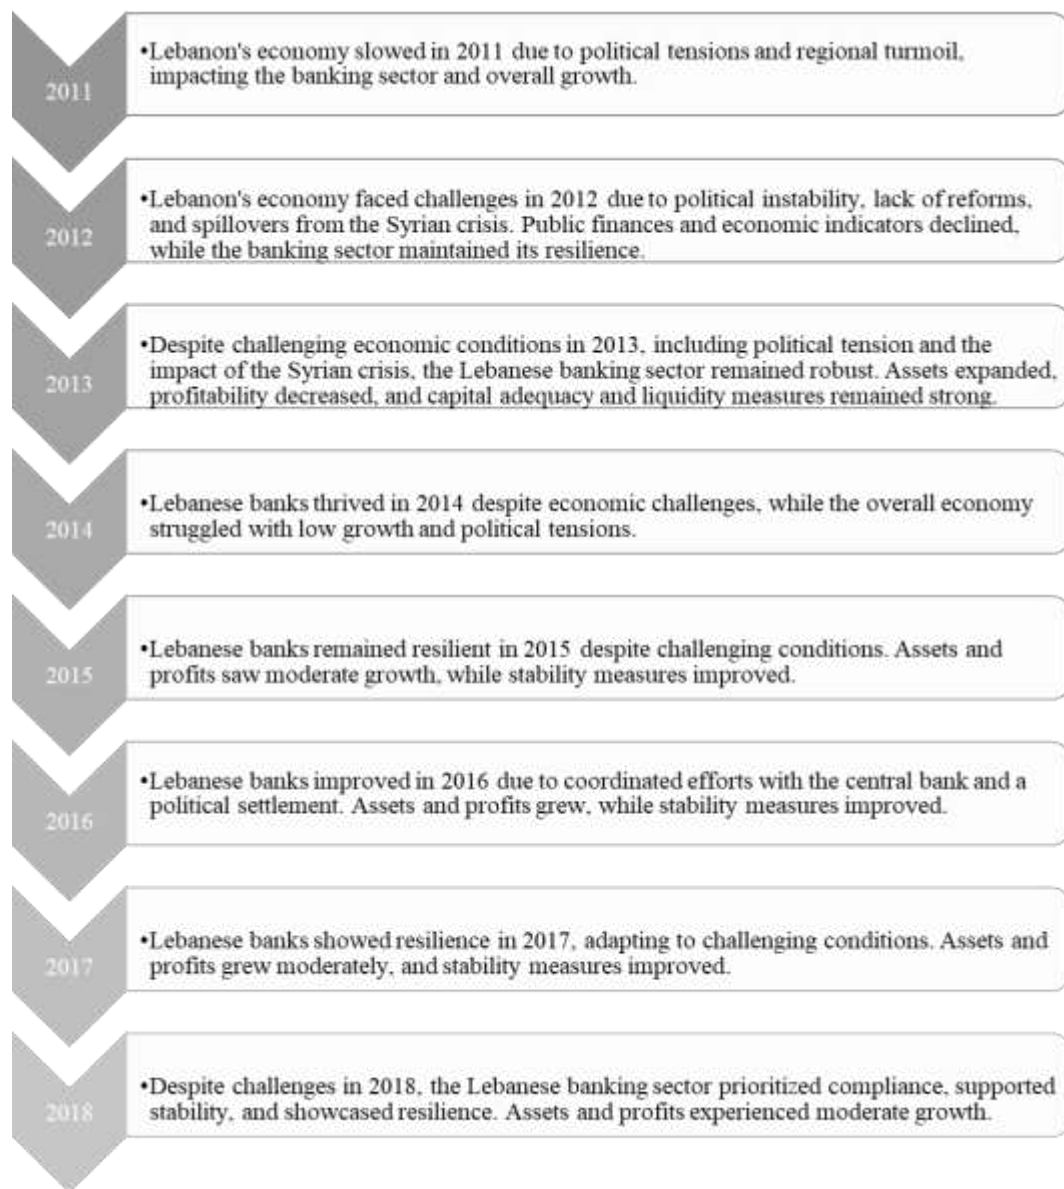 2011
•Lebanon's economy slowed in 2011 due to political tensions and regional turmoil,
impacting the banking sector and overall growth.
2012
•Lebanon's economy faced challenges in 2012 due to political instability, lack of reforms,
and spillovers from the Syrian crisis. Public finances and economic indicators declined,
while the banking sector maintained its resilience.
2013
•Despite challenging economic conditions in 2013, including political tension and the
impact of the Syrian crisis, the Lebanese banking sector remained robust. Assets expanded,
profitability decreased, and capital adequacy and liquidity measures remained strong.
2014
•Lebanese banks thrived in 2014 despite economic challenges, while the overall economy
struggled with low growth and political tensions.
2015
•Lebanese banks remained resilient in 2015 despite challenging conditions. Assets and
profits saw moderate growth, while stability measures improved.
2016
•Lebanese banks improved in 2016 due to coordinated efforts with the central bank and a
political settlement. Assets and profits grew, while stability measures improved.
2017
•Lebanese banks showed resilience in 2017, adapting to challenging conditions. Assets and
profits grew moderately, and stability measures improved.
2018
•Despite challenges in 2018, the Lebanese banking sector prioritized compliance, supported
stability, and showcased resilience. Assets and profits experienced moderate growth.